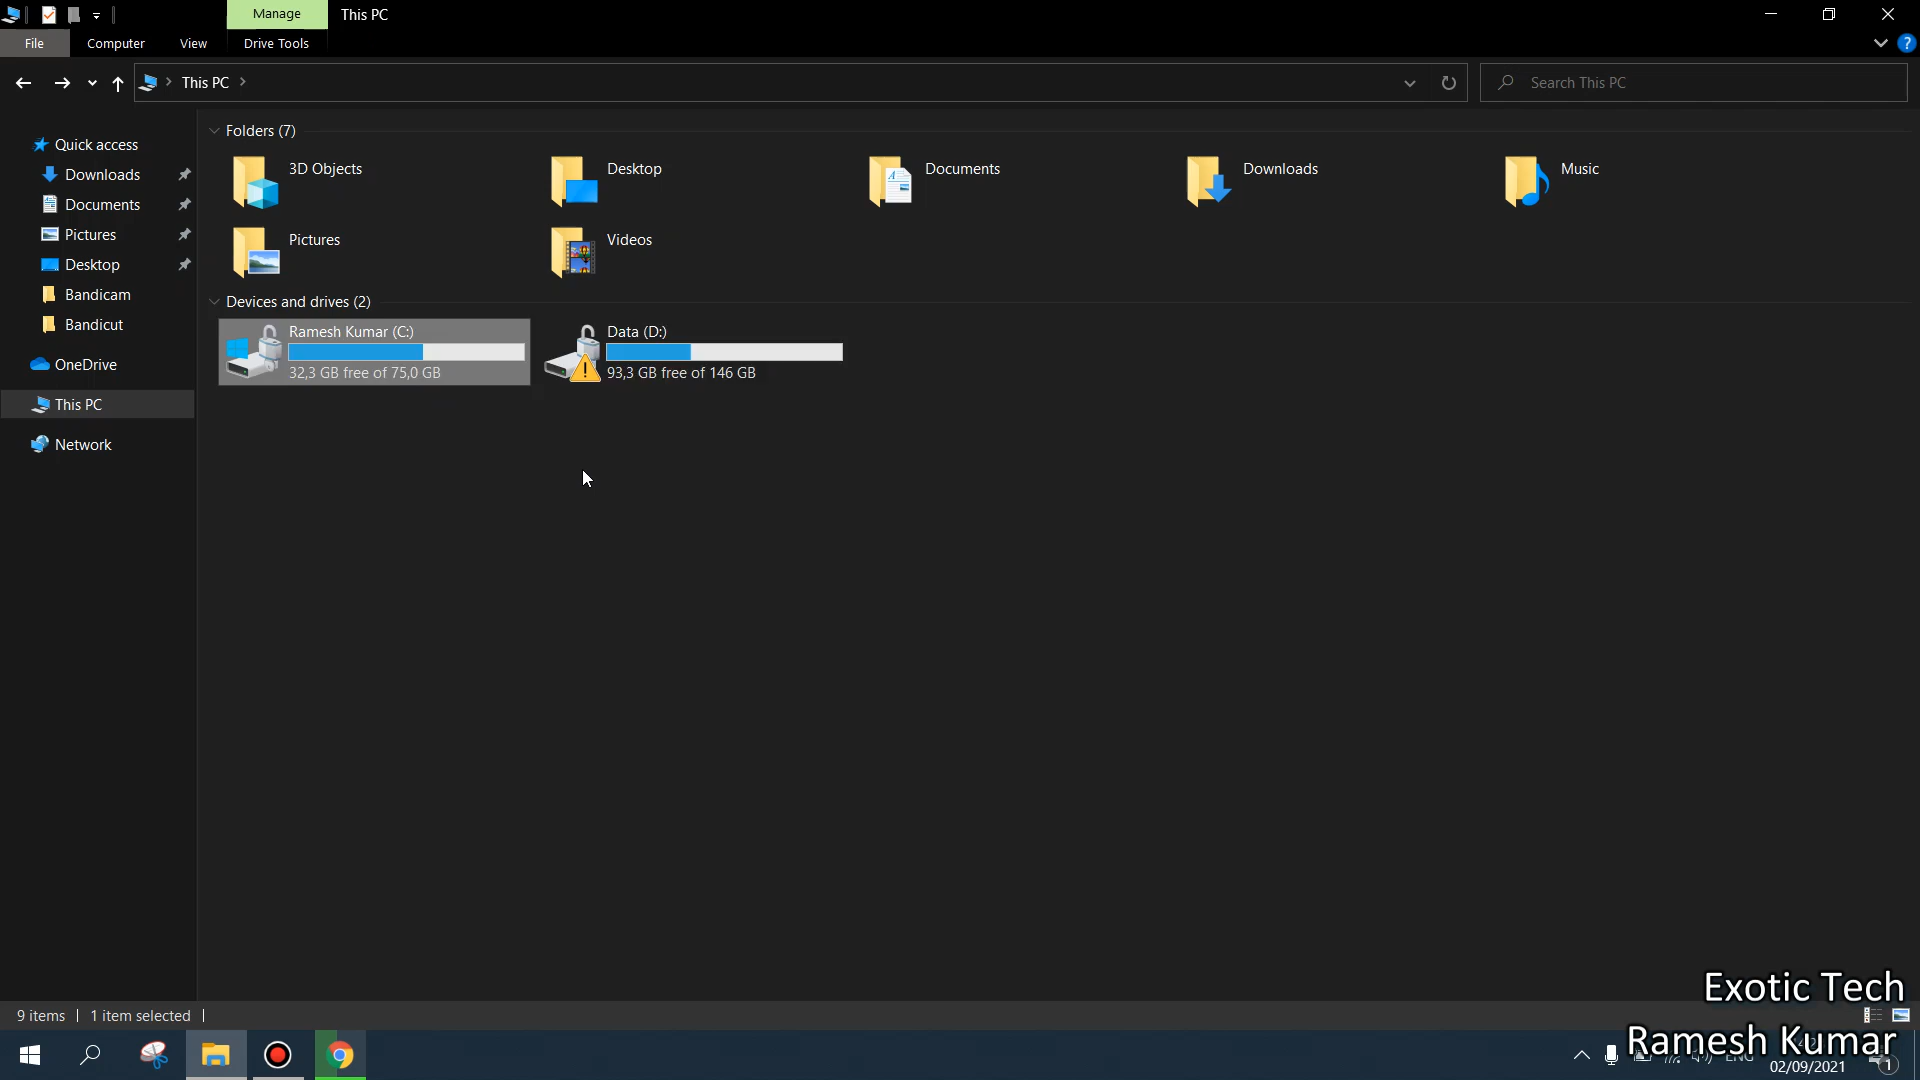 Manage
This PC
File
Computer
View
Drive Tools
This PC
Search This PC
Quick access
Downloads
Documents
Pictures
Desktop
Bandicam
Bandicut
OneDrive
This PC
Network
Folders (7)
3D Objects
Desktop
Documents
Downloads
Music
Pictures
Videos
Devices and drives (2)
Ramesh Kumar (C:)
32,3 GB free of 75,0 GB
Data (D:)
93,3 GB free of 146 GB
9 items
1 item selected
Exotic Tech
Ramesh Kumar
ENG
02/09/2021
1